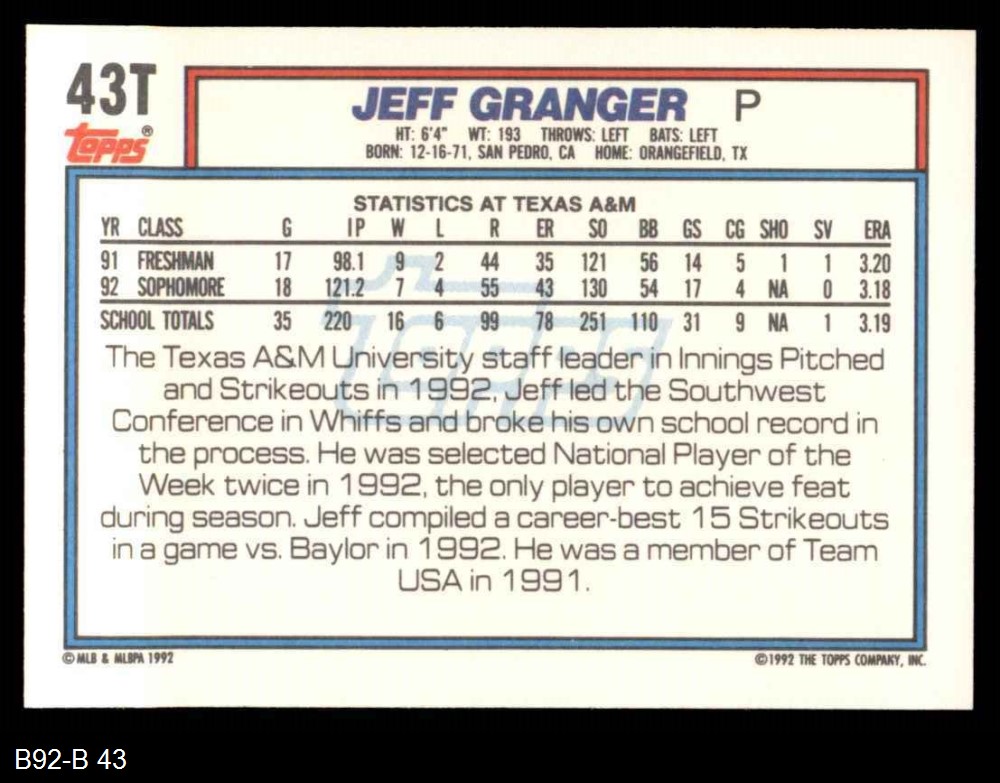 43T
Topps®
JEFF GRANGER P
HT: 6'4" WT: 193 THROWS: LEFT BATS: LEFT
BORN: 12-16-71, SAN PEDRO, CA HOME: ORANGEFIELD, TX
STATISTICS AT TEXAS A&M
YR CLASS G IP W L R ER SO BB GS CG SHO SV ERA
91 FRESHMAN 17 98.1 9 2 44 35 121 56 14 5 1 1 3.20
92 SOPHOMORE 18 121.2 7 4 55 43 130 54 17 4 NA 0 3.18
SCHOOL TOTALS 35 220 16 6 99 78 251 110 31 9 NA 1 3.19
The Texas A&M University staff leader in Innings Pitched
and Strikeouts in 1992, Jeff led the Southwest
Conference in Whiffs and broke his own school record in
the process. He was selected National Player of the
Week twice in 1992, the only player to achieve feat
during season. Jeff compiled a career-best 15 Strikeouts
in a game vs. Baylor in 1992. He was a member of Team
USA in 1991.
© MLB & MLBPA 1992
©1992 THE TOPPS COMPANY, INC.
B92-B 43